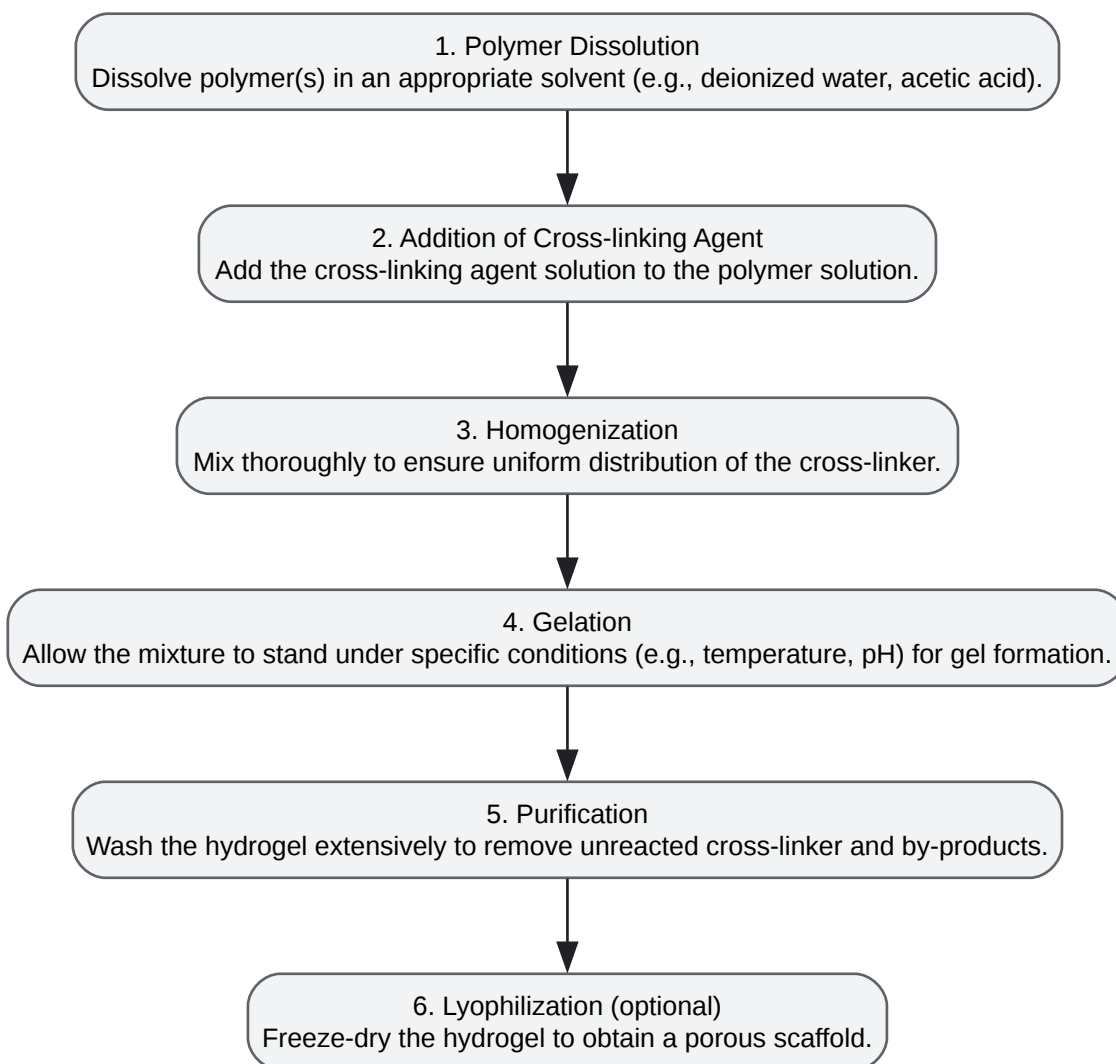 1. Polymer Dissolution
Dissolve polymer(s) in an appropriate solvent (e.g., deionized water, acetic acid).
2. Addition of Cross-linking Agent
Add the cross-linking agent solution to the polymer solution.
3. Homogenization
Mix thoroughly to ensure uniform distribution of the cross-linker.
4. Gelation
Allow the mixture to stand under specific conditions (e.g., temperature, pH) for gel formation.
5. Purification
Wash the hydrogel extensively to remove unreacted cross-linker and by-products.
6. Lyophilization (optional)
Freeze-dry the hydrogel to obtain a porous scaffold.